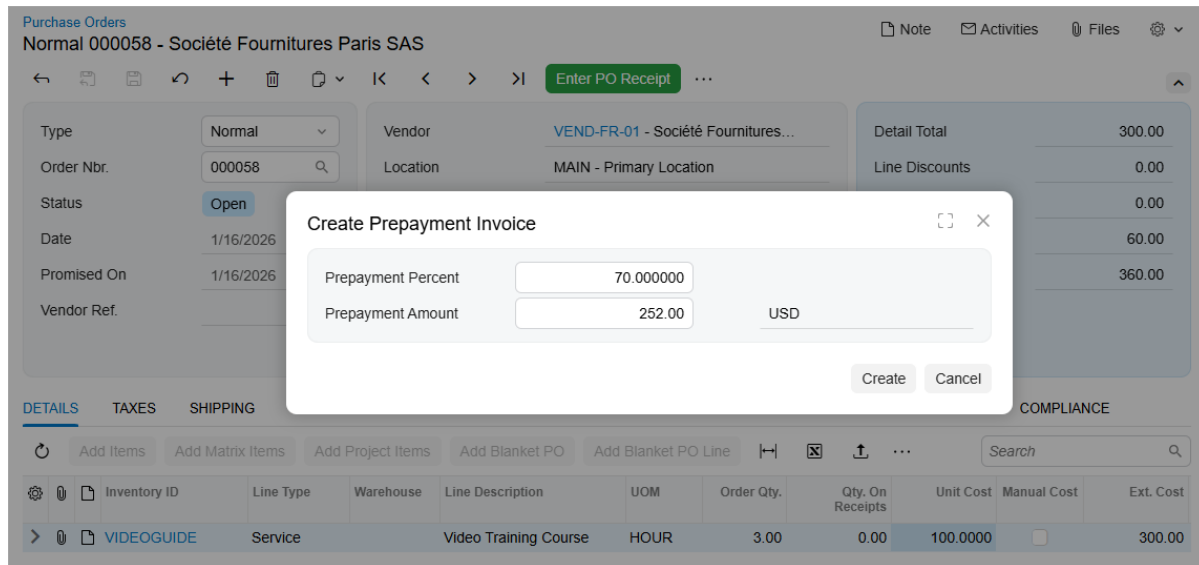 Purchase Orders
Normal 000058 - Société Fournitures Paris SAS
Note Activities Files
Enter PO Receipt
Type Normal Vendor VEND-FR-01 - Société Fournitures... Detail Total 300.00
Order Nbr. 000058 Location MAIN - Primary Location Line Discounts 0.00
Status Open 0.00
Date 1/16/2026 60.00
Promised On 1/16/2026 360.00
Vendor Ref.
Create Prepayment Invoice
Prepayment Percent 70.000000
Prepayment Amount 252.00 USD
Create Cancel
DETAILS TAXES SHIPPING COMPLIANCE
Add Items Add Matrix Items Add Project Items Add Blanket PO Add Blanket PO Line Search
Inventory ID Line Type Warehouse Line Description UOM Order Qty. Qty. On Receipts Unit Cost Manual Cost Ext. Cost
VIDEOGUIDE Service Video Training Course HOUR 3.00 0.00 100.0000 300.00